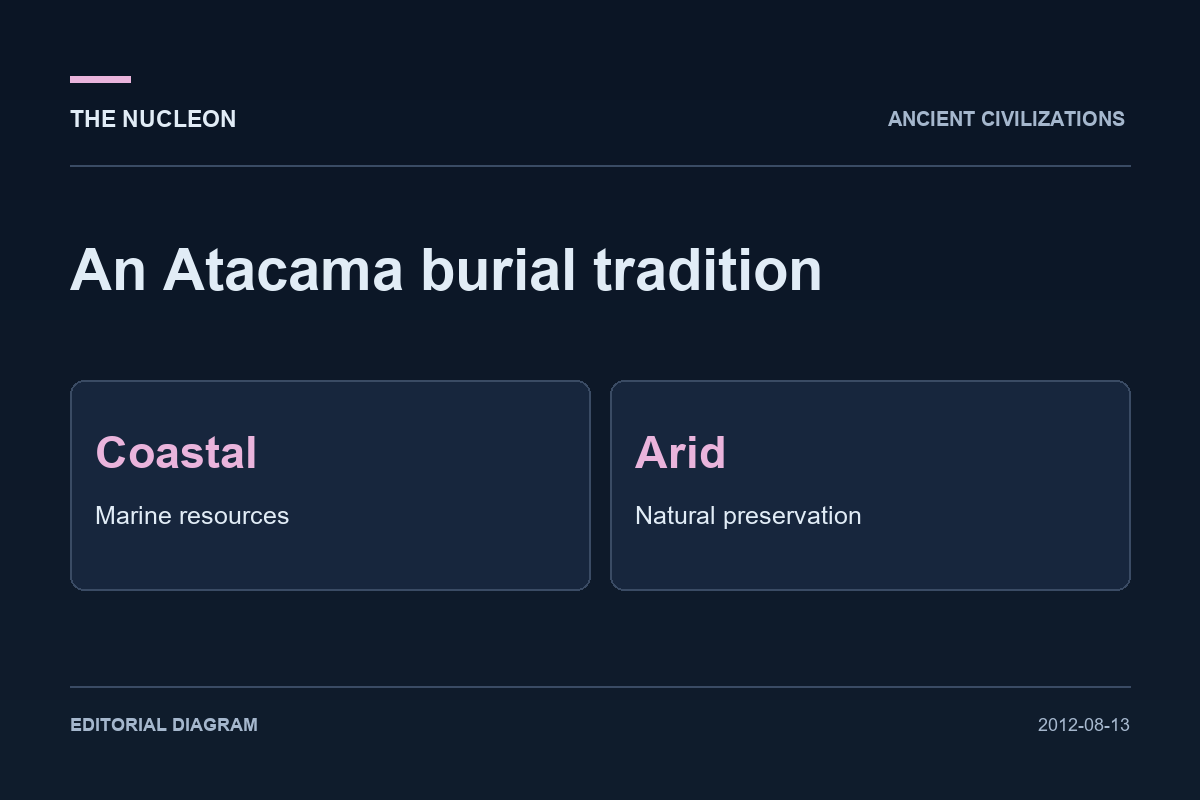 THE NUCLEON
ANCIENT CIVILIZATIONS
An Atacama burial tradition
Coastal
Marine resources
Arid
Natural preservation
EDITORIAL DIAGRAM
2012-08-13